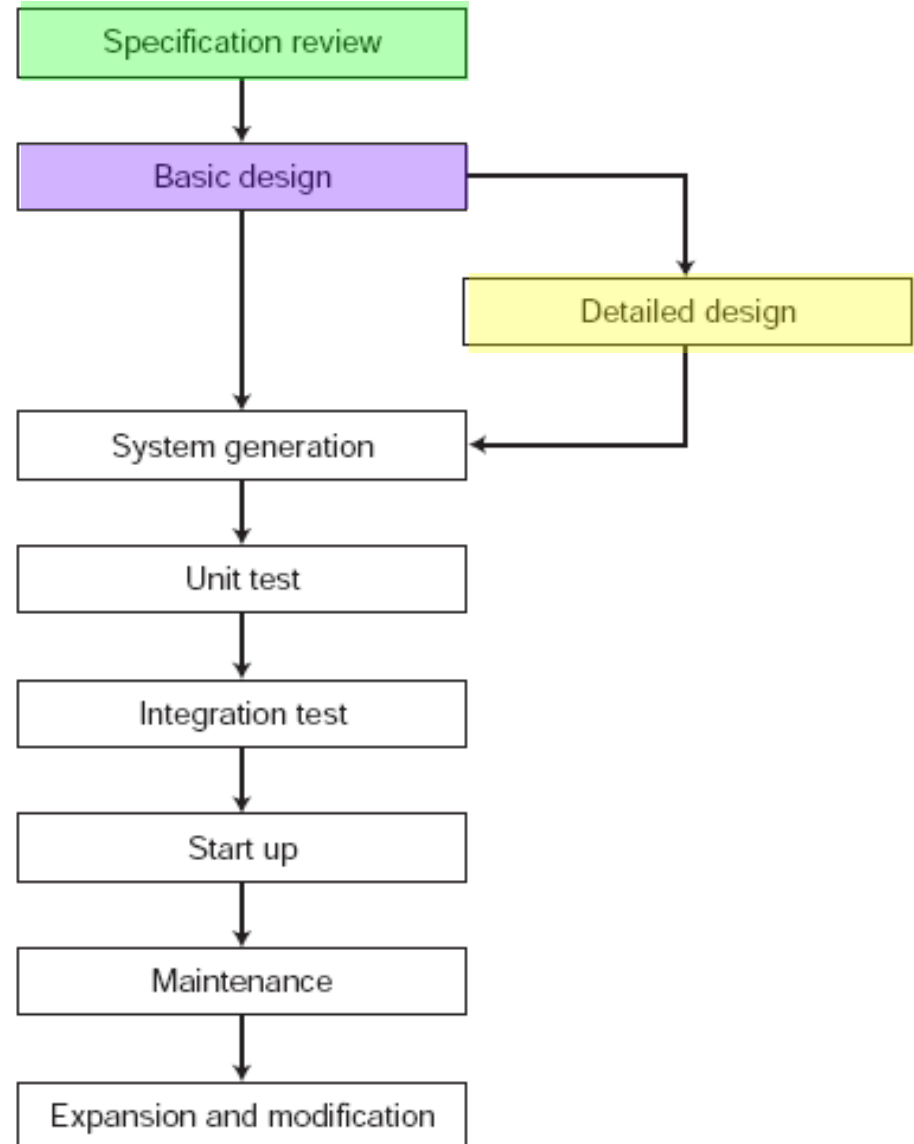 Specification review
Basic design
Detailed design
System generation
Unit test
Integration test
Start up
Maintenance
Expansion and modification